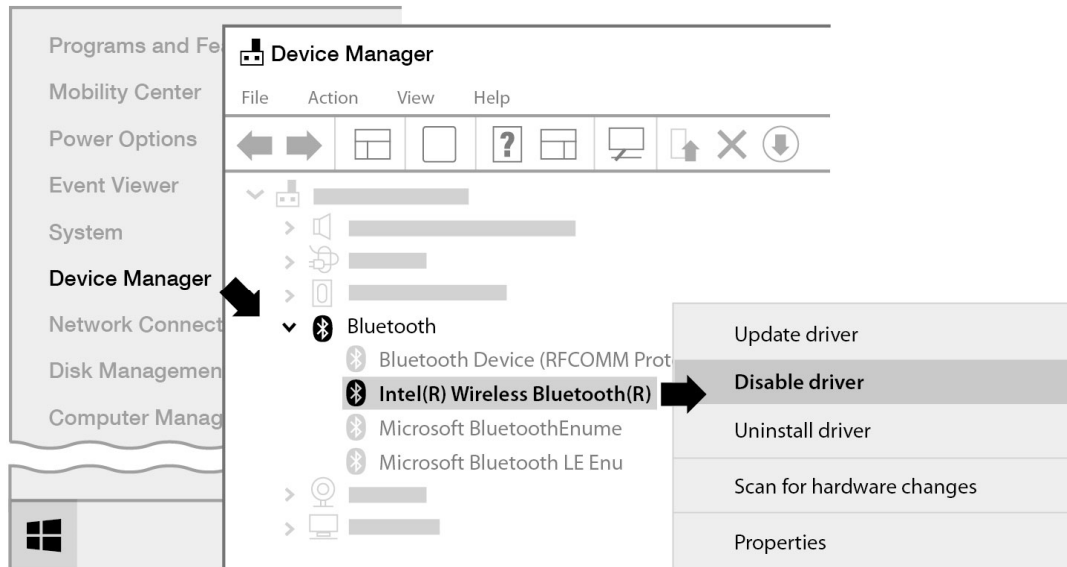 Programs and Fe
Mobility Center
Power Options
Event Viewer
System
Device Manager
Network Connect
Disk Managemen
Computer Manag
Device Manager
File Action View Help
?
Bluetooth
Bluetooth Device (RFCOMM Prot
Intel(R) Wireless Bluetooth(R)
Microsoft BluetoothEnume
Microsoft Bluetooth LE Enu
Update driver
Disable driver
Uninstall driver
Scan for hardware changes
Properties